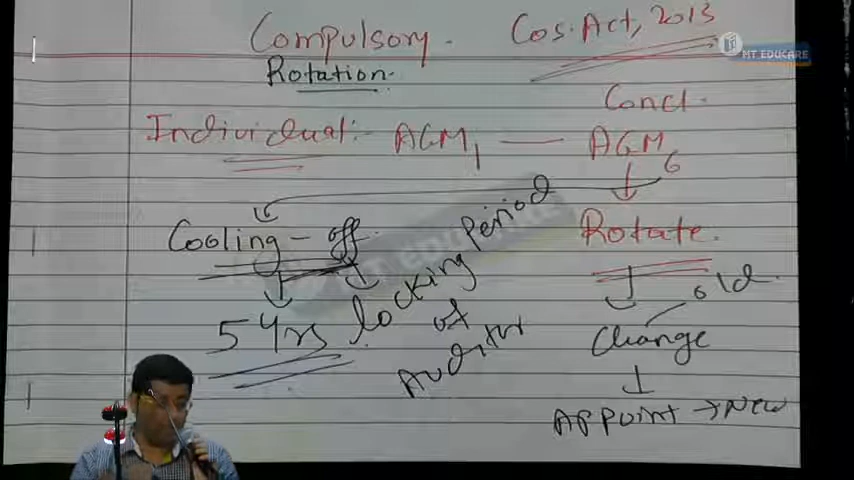 Compulsory. Cos. Act, 2013
MT EDUCARE
Rotation.
Concl.
Individual:- AGM1 — AGM6
Rotate.
Cooling-off
5 Yrs
locking Period
of
Auditor
old.
Change
Appoint → New